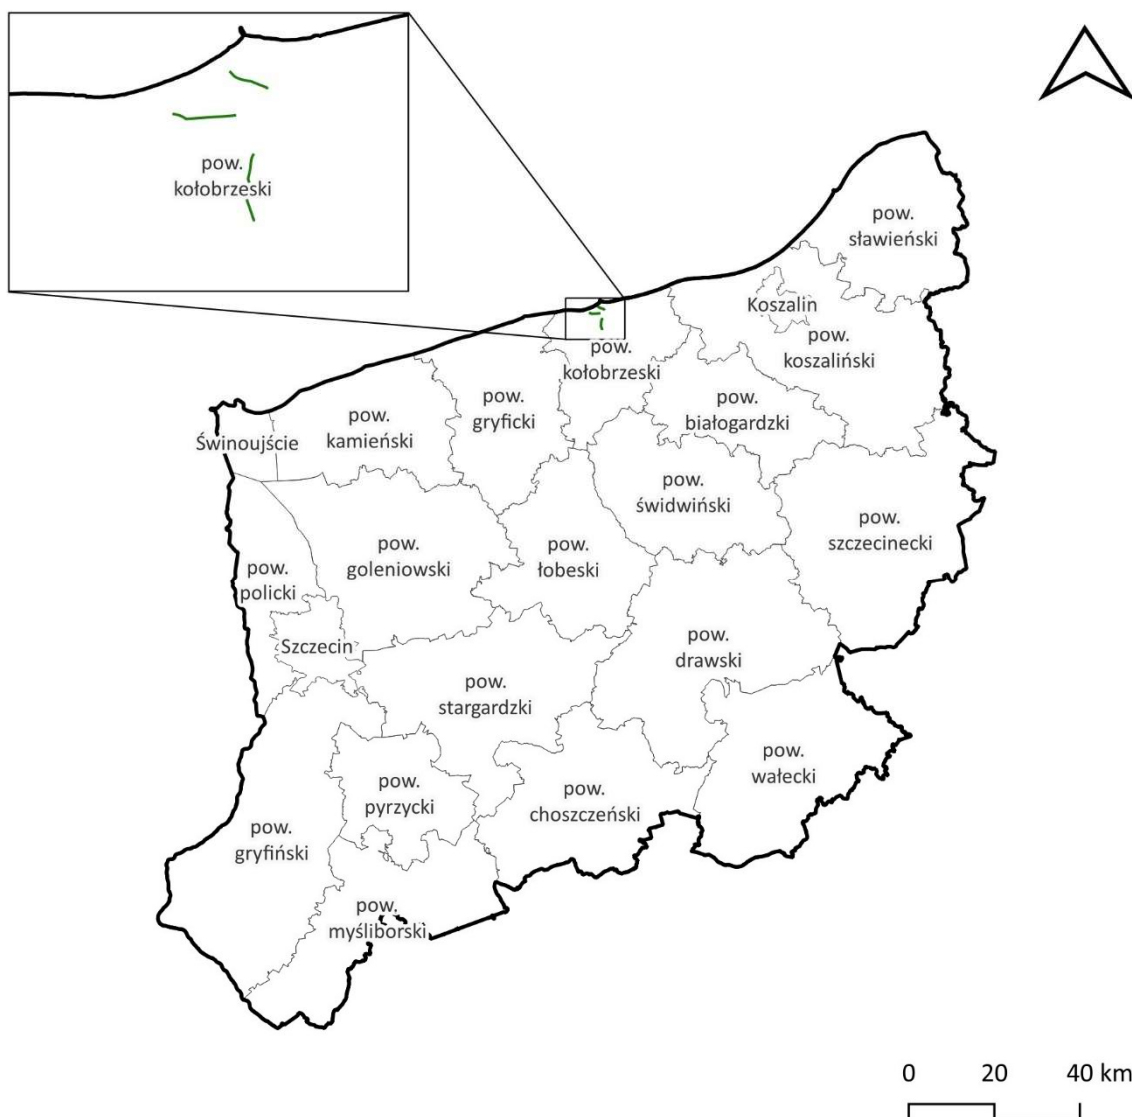 pow.
kołobrzeski
pow.
sławieński
Koszalin
pow.
koszaliński
pow.
kołobrzeski
pow.
białogardzki
pow.
gryficki
pow.
kamieński
Świnoujście
pow.
świdwiński
pow.
szczecinecki
pow.
goleniowski
pow.
łobeski
pow.
policki
Szczecin
pow.
drawski
pow.
stargardzki
pow.
wałecki
pow.
pyrzycki
pow.
choszczeński
pow.
gryfiński
pow.
myśliborski
0 20 40 km